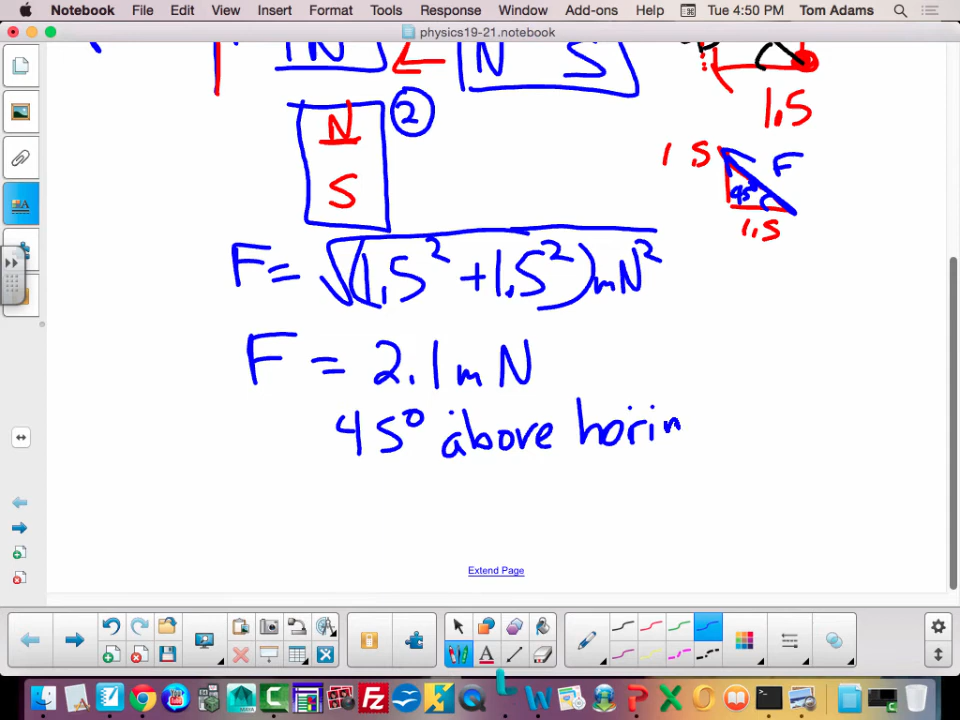 Notebook File Edit View Insert Format Tools Response Window Add-ons Help Tue 4:50 PM Tom Adams
physics19-21.notebook
N N S
1.5
N 2
S
1 5 F
45°
1.5
F= √(1.5² + 1.5²)mN²
F = 2.1mN
45° above horin
Extend Page